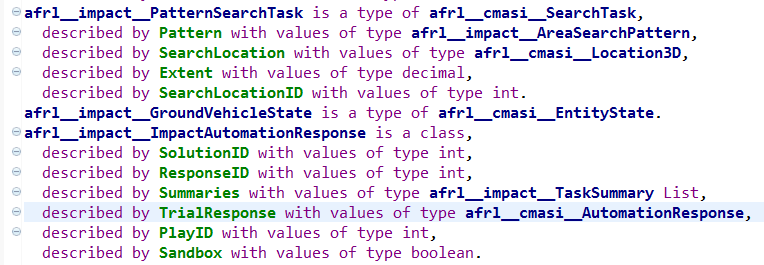 afrl__impact__PatternSearchTask is a type of afrl__cmasi__SearchTask,
described by Pattern with values of type afrl__impact__AreaSearchPattern,
described by SearchLocation with values of type afrl__cmasi__Location3D,
described by Extent with values of type decimal,
described by SearchLocationID with values of type int.
afrl__impact__GroundVehicleState is a type of afrl__cmasi__EntityState.
afrl__impact__ImpactAutomationResponse is a class,
described by SolutionID with values of type int,
described by ResponseID with values of type int,
described by Summaries with values of type afrl__impact__TaskSummary List,
described by TrialResponse with values of type afrl__cmasi__AutomationResponse,
described by PlayID with values of type int,
described by Sandbox with values of type boolean.